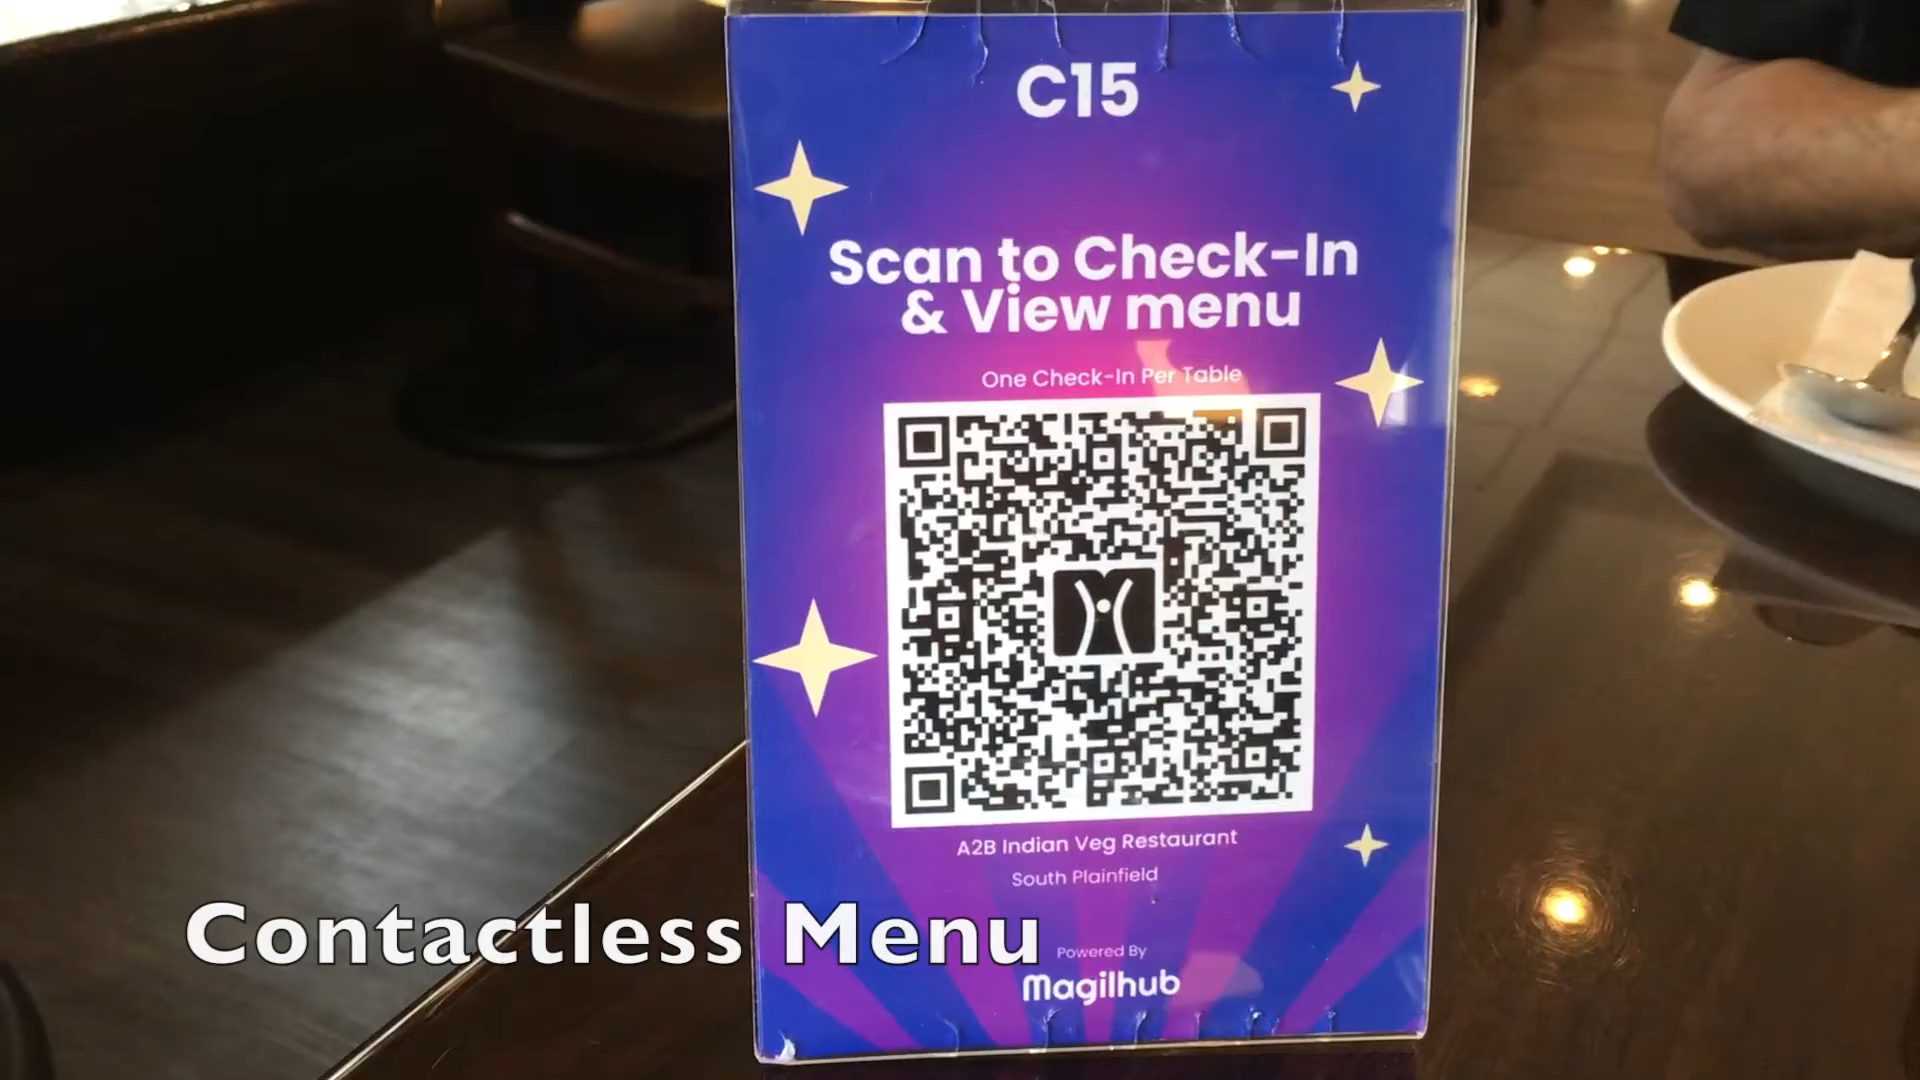 C15
Scan to Check-In
& View menu
One Check-In Per Table
A2B Indian Veg Restaurant
South Plainfield
Contactless Menu
Powered By
Magilhub